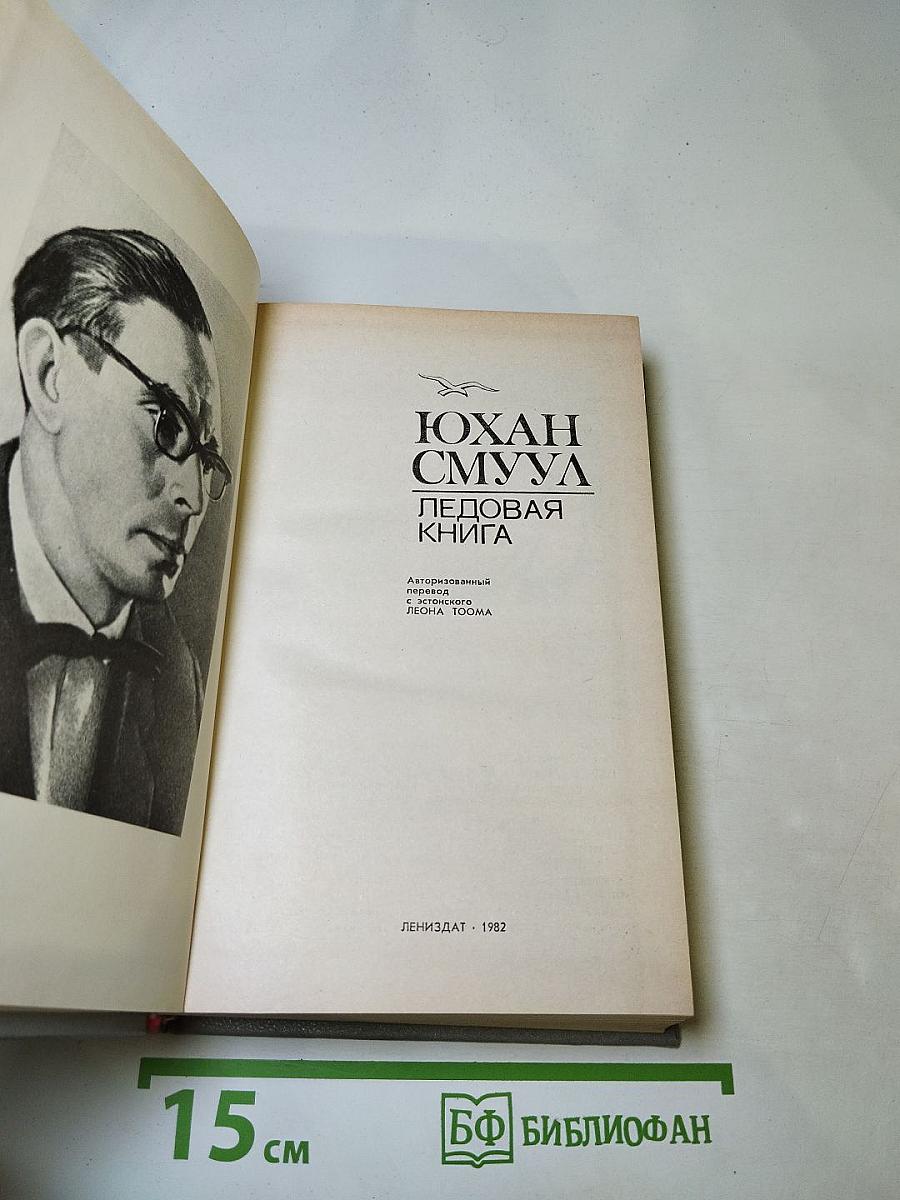 ЮХАН
СМУУЛ
ЛЕДОВАЯ
КНИГА
Авторизованный
перевод
с эстонского
ЛЕОНА ТООМА
ЛЕНИЗДАТ · 1982
15 см
БФ БИБЛИОФАН